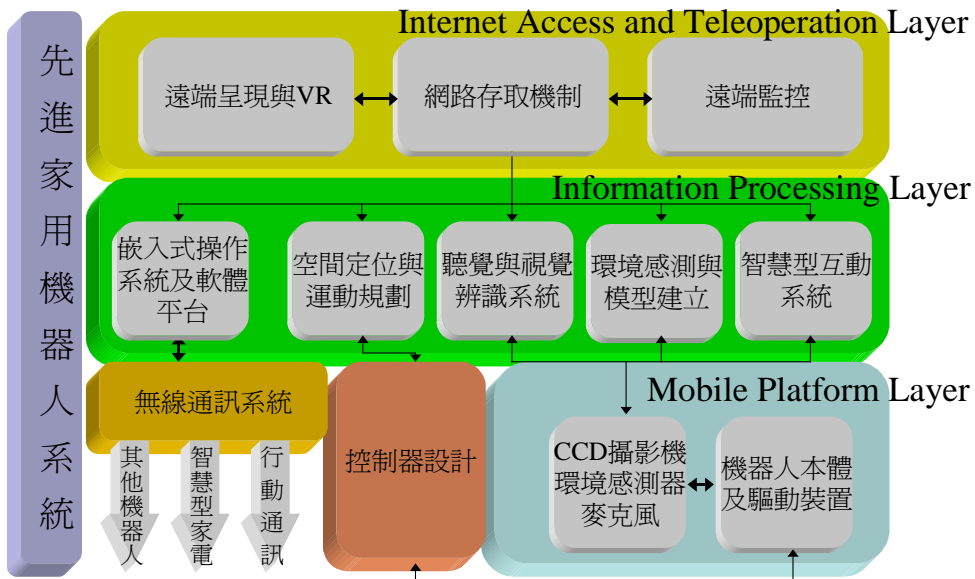 先進家用機器人系統
Internet Access and Teleoperation Layer
遠端呈現與VR
網路存取機制
遠端監控
Information Processing Layer
嵌入式操作
系統及軟體
平台
空間定位與
運動規劃
聽覺與視覺
辨識系統
環境感測與
模型建立
智慧型互動
系統
Mobile Platform Layer
無線通訊系統
其他機器人
智慧型家電
行動通訊
控制器設計
CCD攝影機
環境感測器
麥克風
機器人本體
及驅動裝置